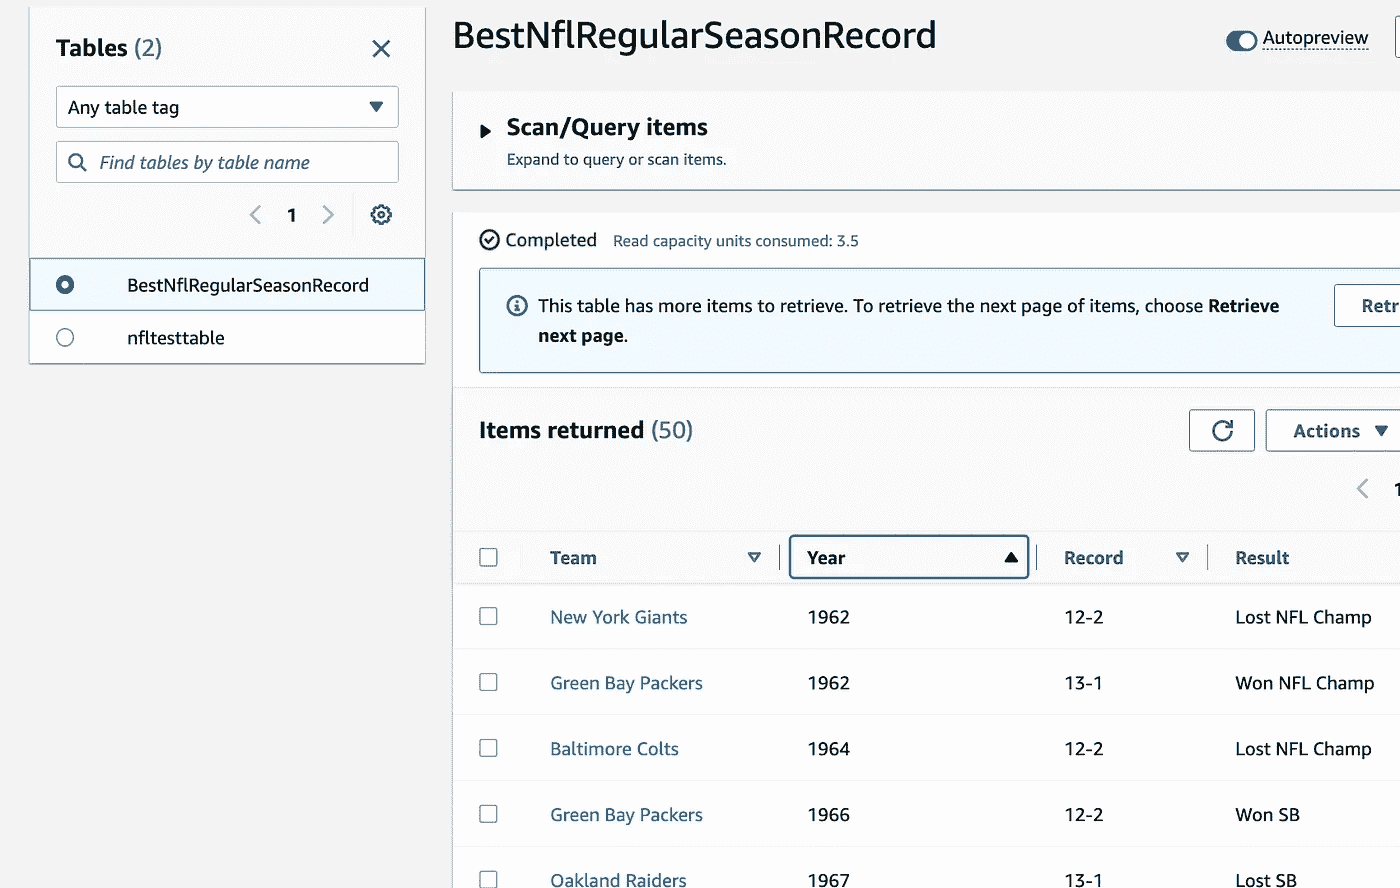 Tables (2)
Any table tag
Find tables by table name
1
BestNflRegularSeasonRecord
nfltesttable
BestNflRegularSeasonRecord
Autopreview
Scan/Query items
Expand to query or scan items.
Completed Read capacity units consumed: 3.5
This table has more items to retrieve. To retrieve the next page of items, choose Retrieve
next page.
Retr
Items returned (50)
Actions
1
Team Year Record Result
New York Giants 1962 12-2 Lost NFL Champ
Green Bay Packers 1962 13-1 Won NFL Champ
Baltimore Colts 1964 12-2 Lost NFL Champ
Green Bay Packers 1966 12-2 Won SB
Oakland Raiders 1967 13-1 Lost SB